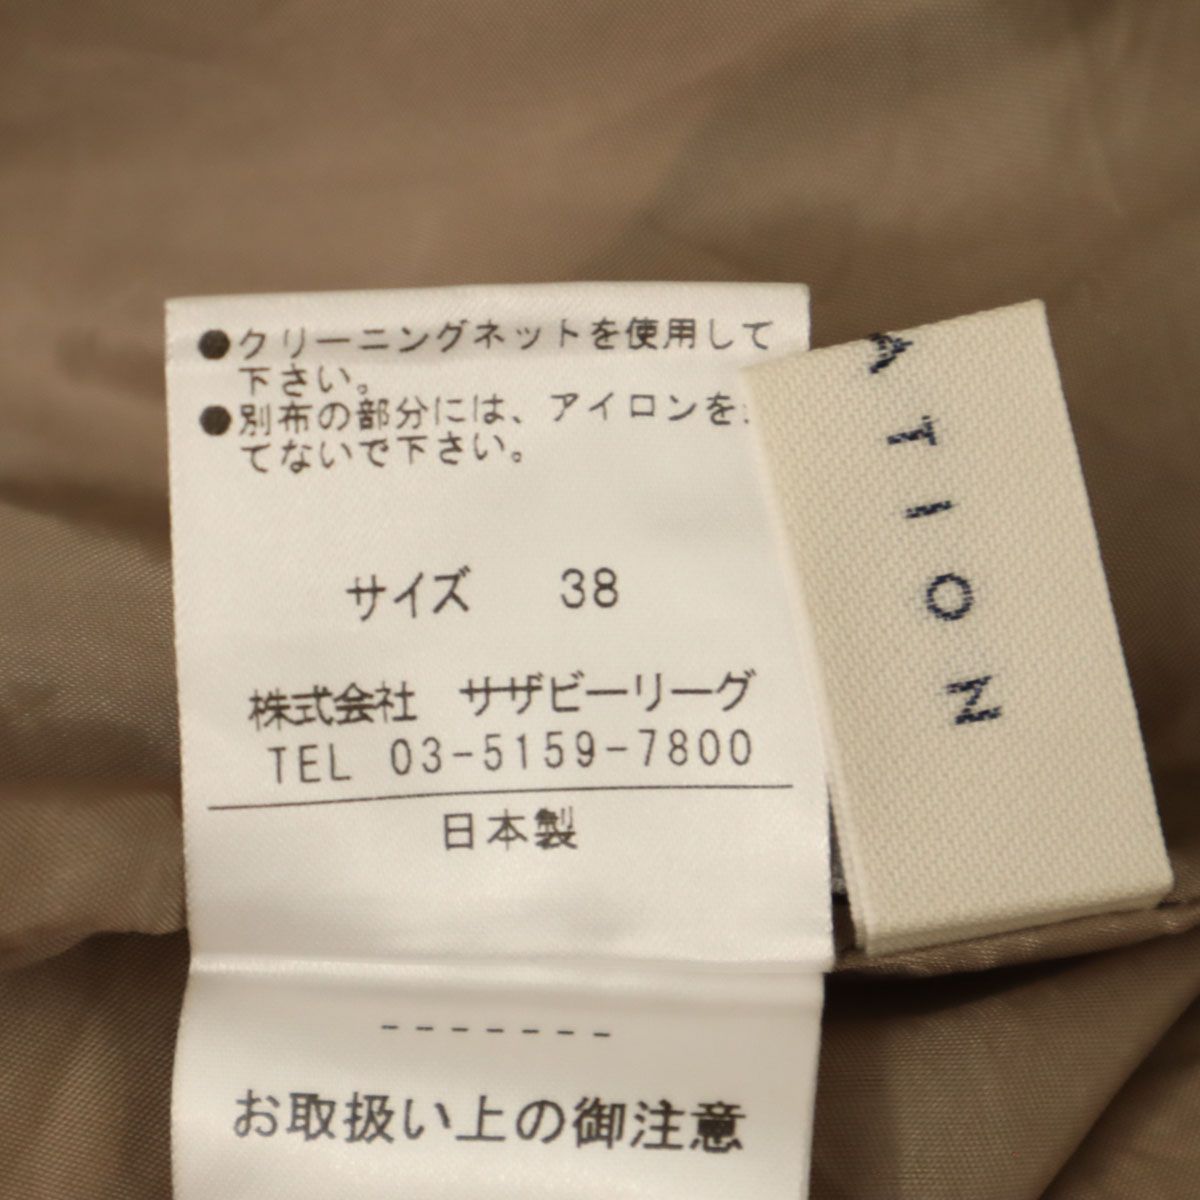 ●クリーニングネットを使用して
下さい。
●別布の部分には、アイロンを
てないで下さい。
サイズ 38
株式会社 サザビーリーグ
TEL 03-5159-7800
日本製
-------
お取扱い上の御注意
ATION